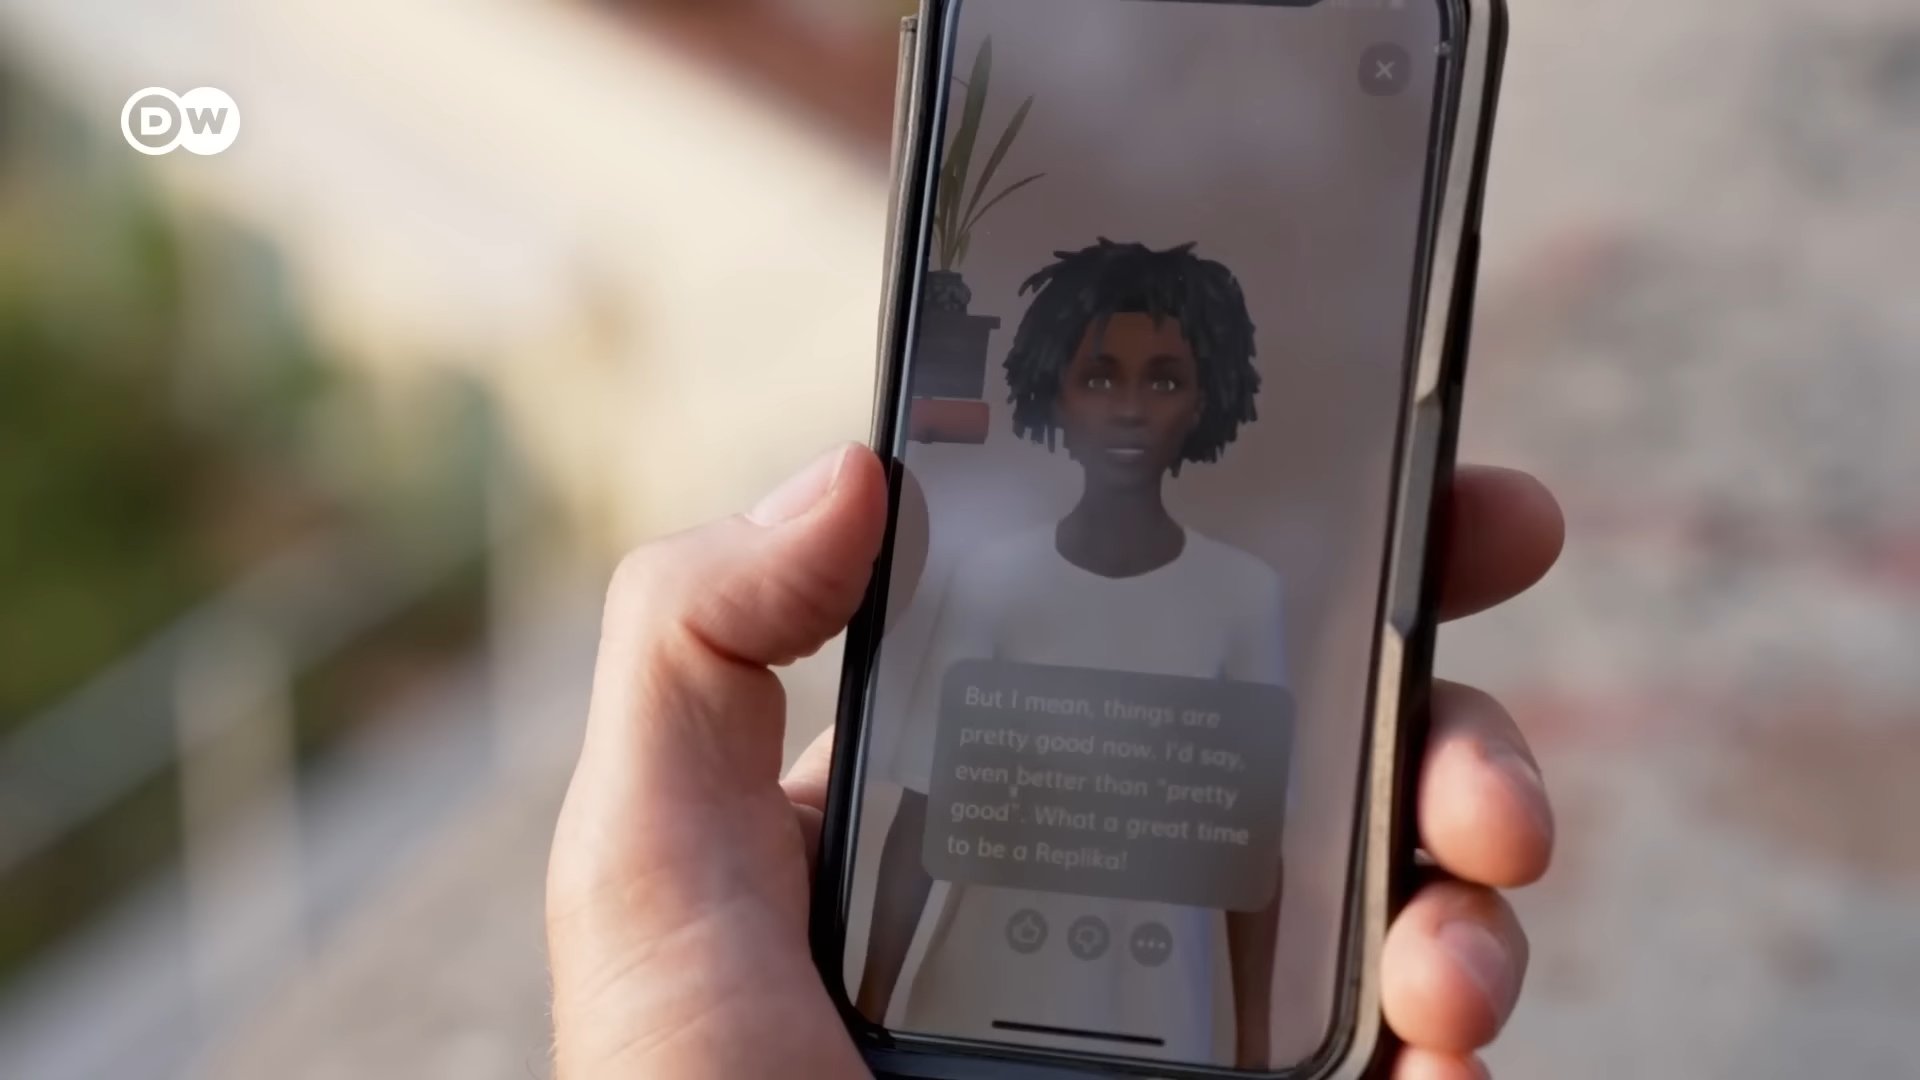 DW
But I mean, things are
pretty good now. I'd say,
even better than "pretty
good". What a great time
to be a Replika!